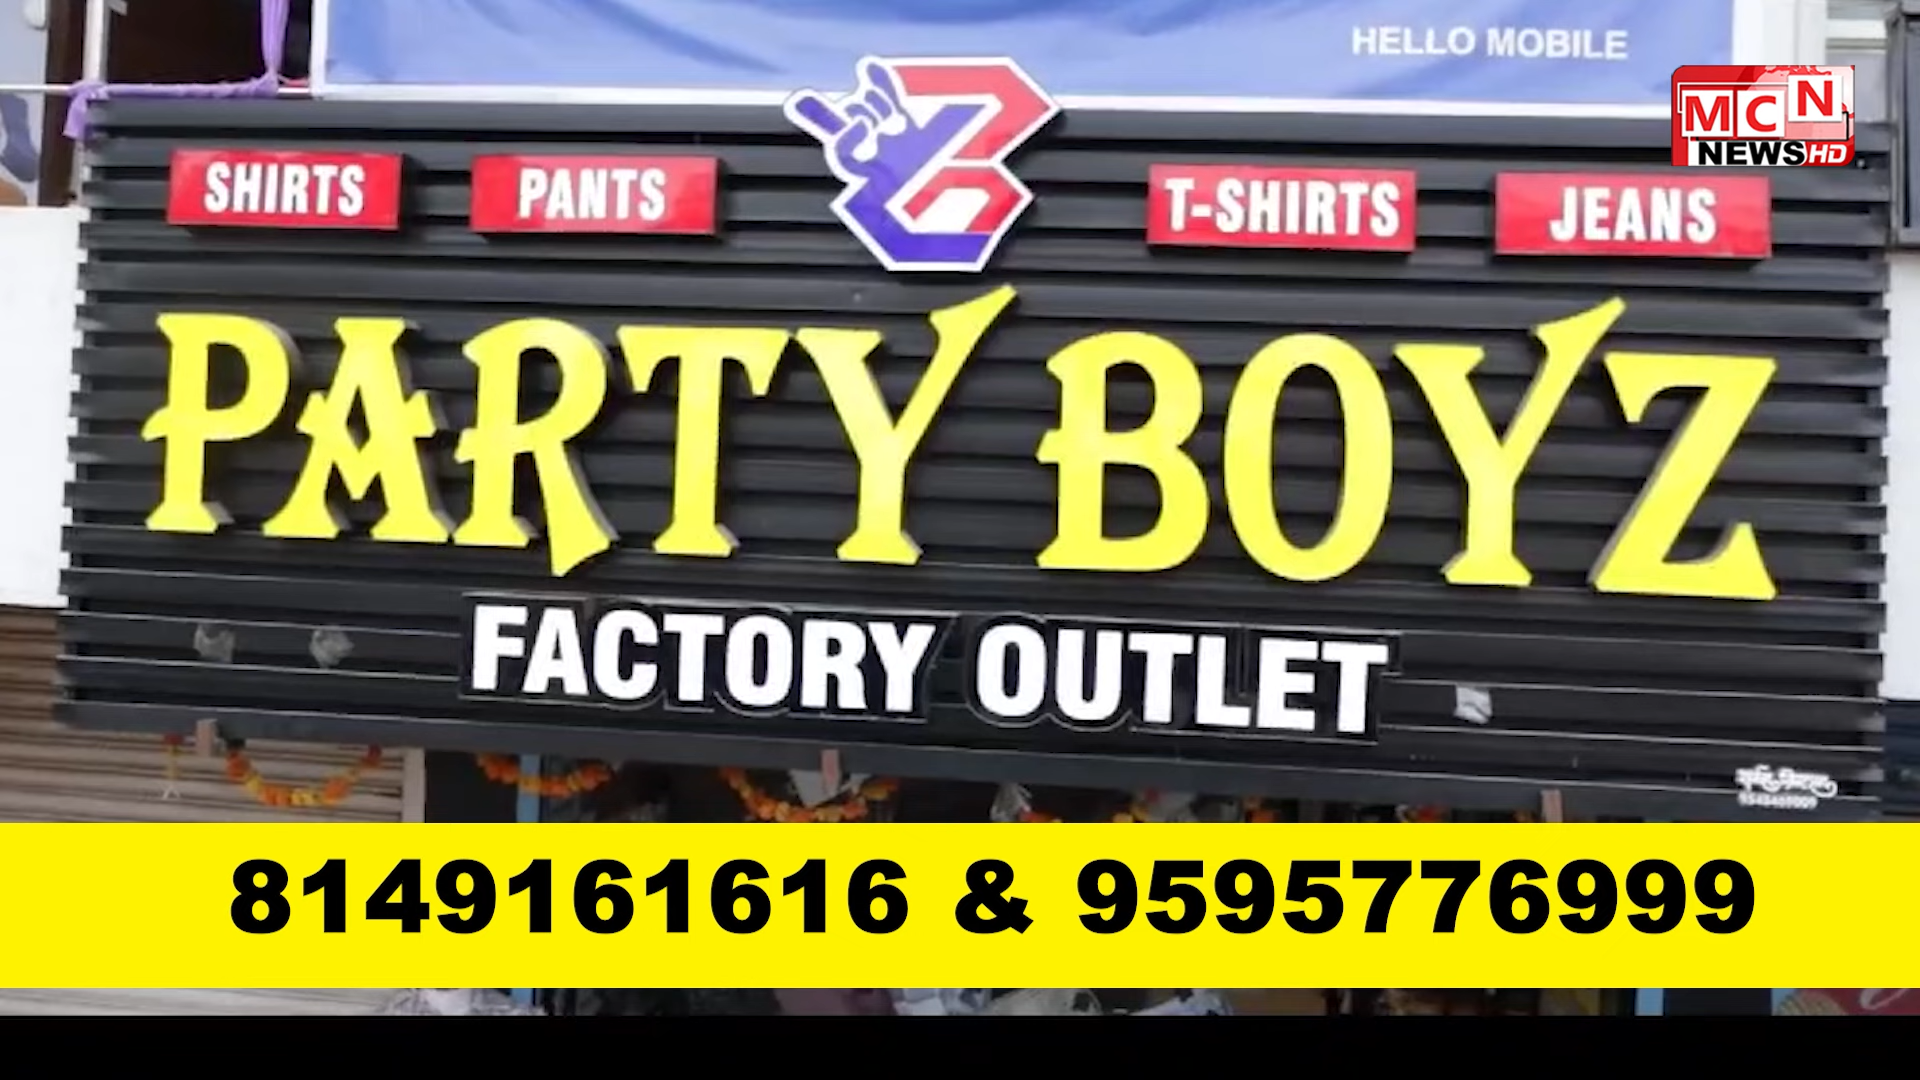 HELLO MOBILE
MCN
NEWS HD
SHIRTS
PANTS
T-SHIRTS
JEANS
PARTY BOYZ
FACTORY OUTLET
8149161616 & 9595776999